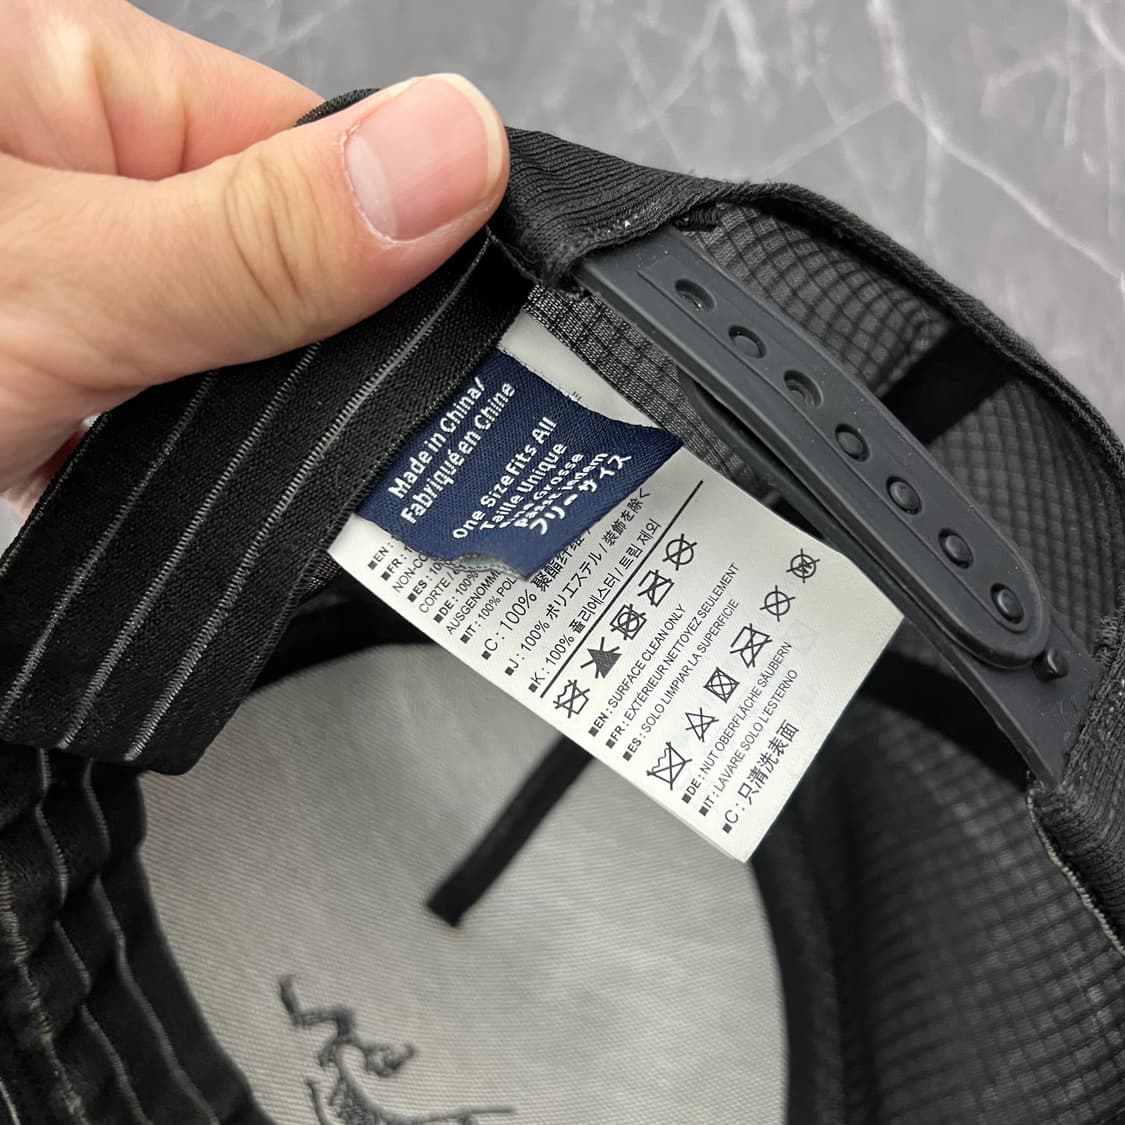 Made in China/
Fabriqué en Chine
One Size Fits All
Taille Unique
フリーサイズ
■EN:
■FR:
NON-CO
■ES: 100%
CORTE/
■DE: 100%
AUSGENOMM
■IT: 100% POL
■C: 100% 聚酯纤维
■J: 100% ポリエステル / 装飾を除く
■K: 100% 폴리에스터/ 트림 제외
■EN: SURFACE CLEAN ONLY
■FR: EXTÉRIEUR NETTOYEZ SEULEMENT
■ES: SOLO LIMPIAR LA SUPERFICIE
■DE: NUT OBERFLÄCHE SÄUBERN
■IT: LAVARE SOLO L'ESTERNO
■C: 只清洗表面